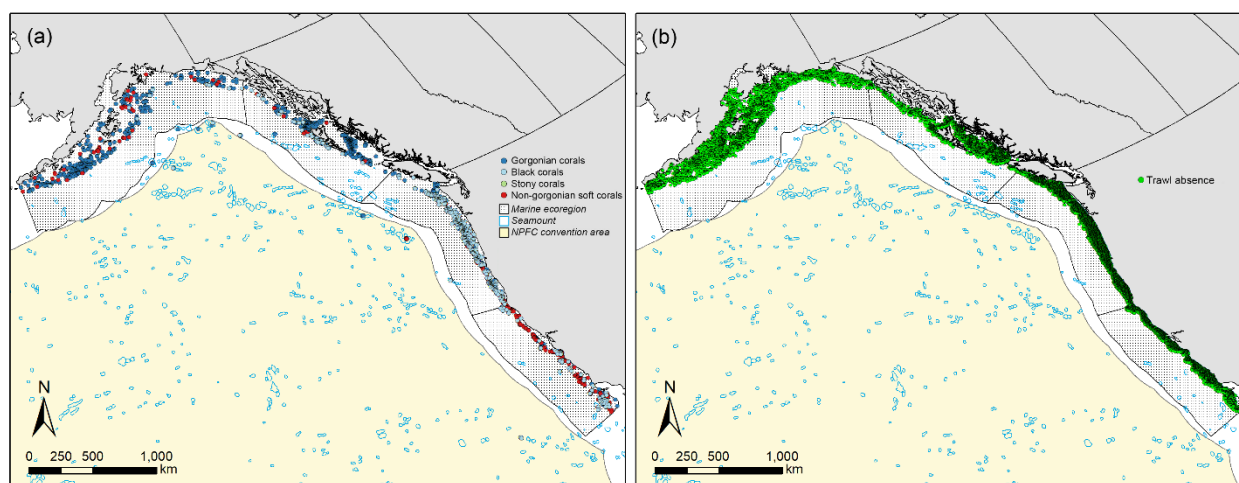 (a)
Gorgonian corals
Black corals
Stony corals
Non-gorgonian soft corals
Marine ecoregion
Seamount
NPFC convention area
N
0 250 500 1,000
km
(b)
Trawl absence
N
0 250 500 1,000
km